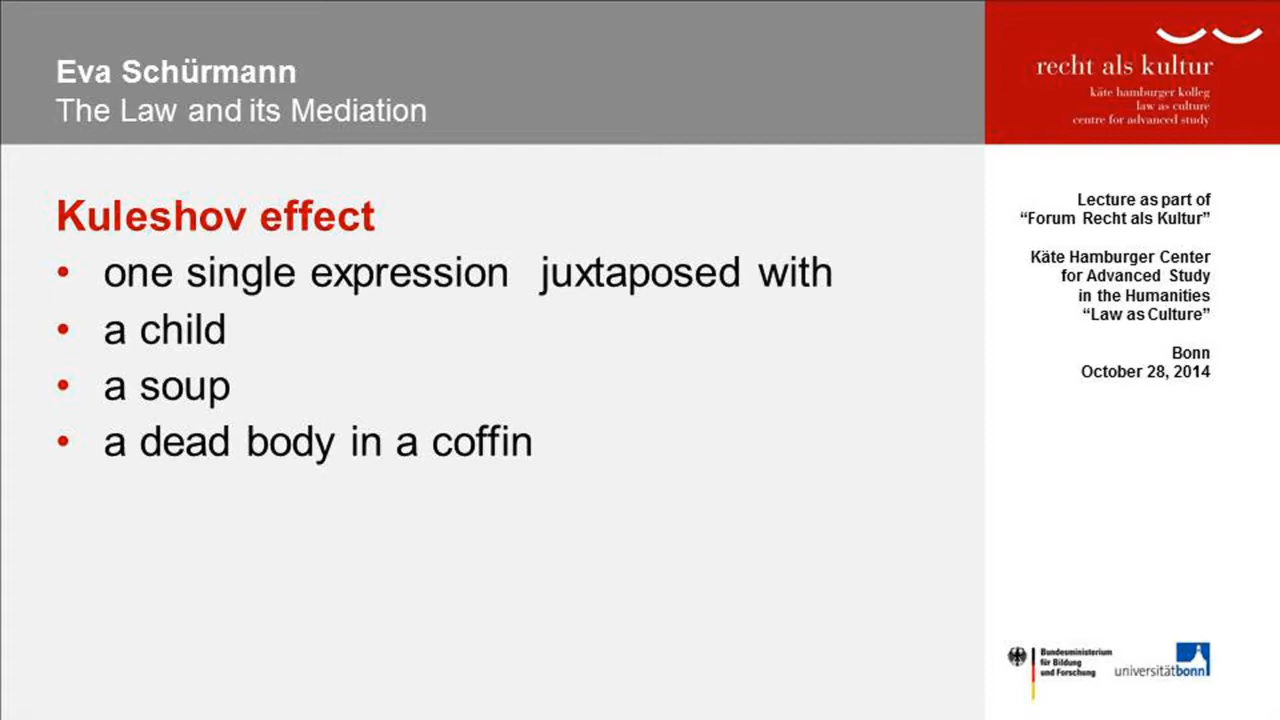 Eva Schürmann
The Law and its Mediation
recht als kultur
käte hamburger kolleg
law as culture
centre for advanced study
Kuleshov effect
• one single expression juxtaposed with
• a child
• a soup
• a dead body in a coffin
Lecture as part of
“Forum Recht als Kultur”
Käte Hamburger Center
for Advanced Study
in the Humanities
“Law as Culture”
Bonn
October 28, 2014
Bundesministerium
für Bildung
und Forschung
universitätbonn